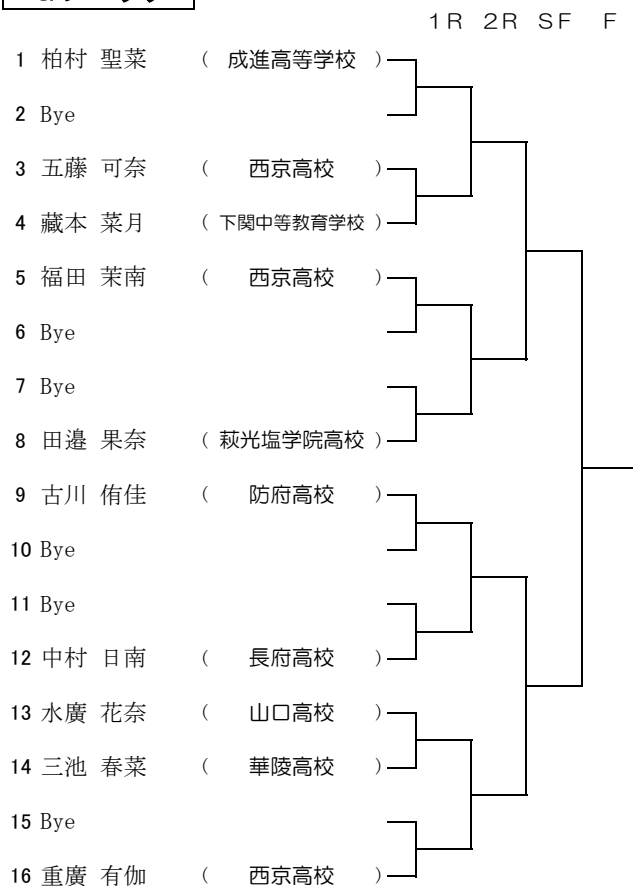 1R 2R SF F
1 柏村 聖菜 ( 成進高等学校 )
2 Bye
3 五藤 可奈 ( 西京高校 )
4 藏本 菜月 ( 下関中等教育学校 )
5 福田 茉南 ( 西京高校 )
6 Bye
7 Bye
8 田邉 果奈 ( 萩光塩学院高校 )
9 古川 侑佳 ( 防府高校 )
10 Bye
11 Bye
12 中村 日南 ( 長府高校 )
13 水廣 花奈 ( 山口高校 )
14 三池 春菜 ( 華陵高校 )
15 Bye
16 重廣 有伽 ( 西京高校 )